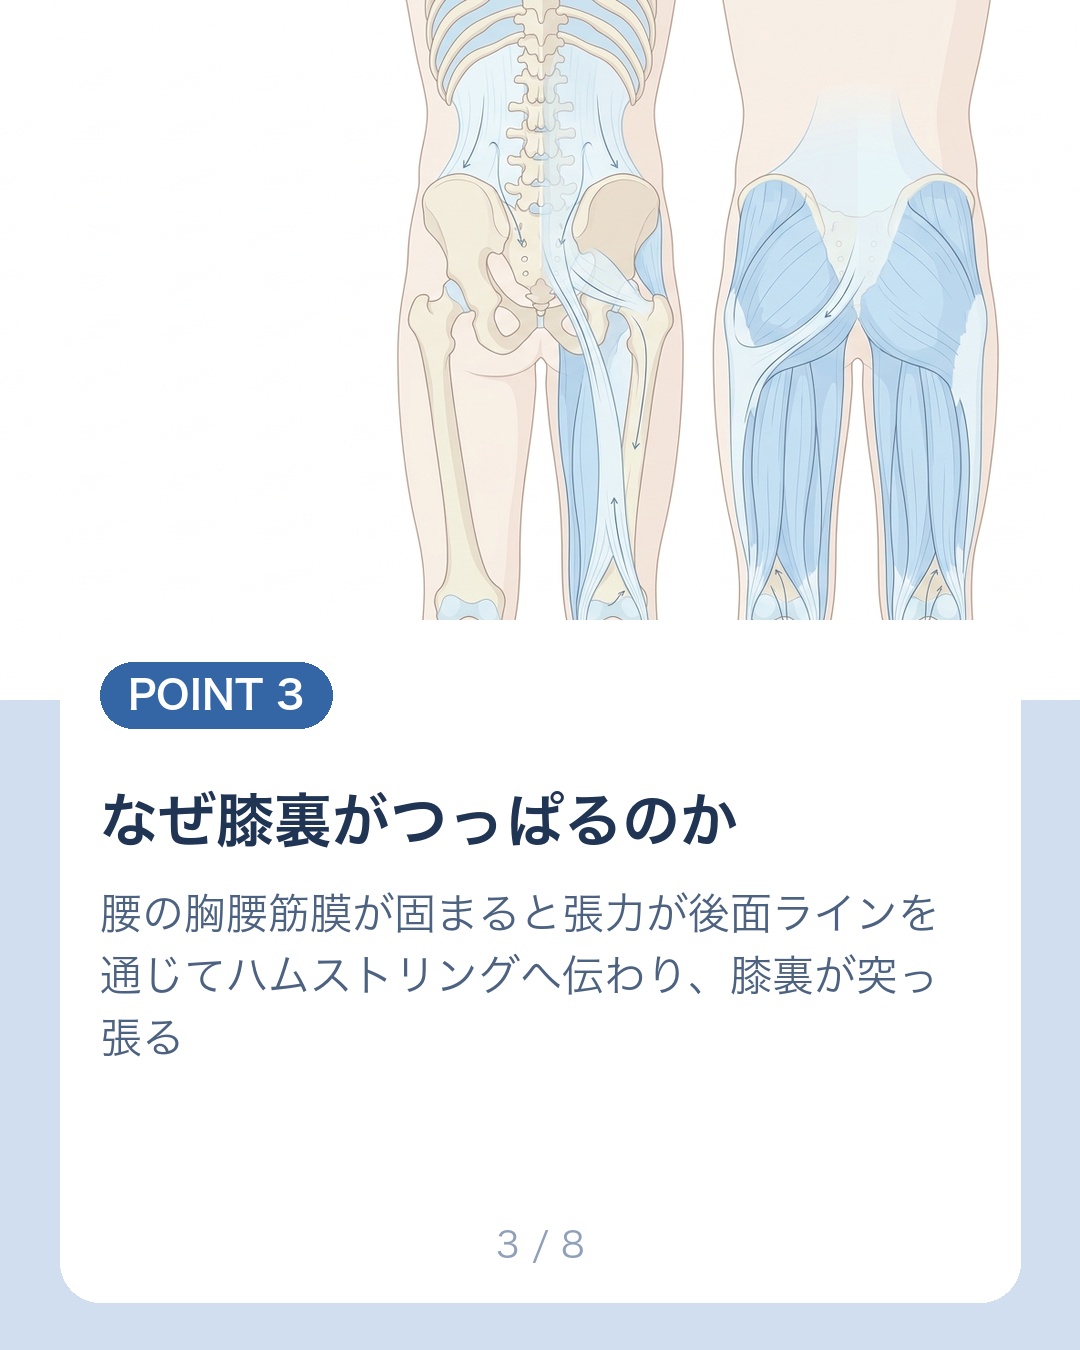 POINT 3
なぜ膝裏がつっぱるのか
腰の胸腰筋膜が固まると張力が後面ラインを
通じてハムストリングへ伝わり、膝裏が突っ
張る
3 / 8